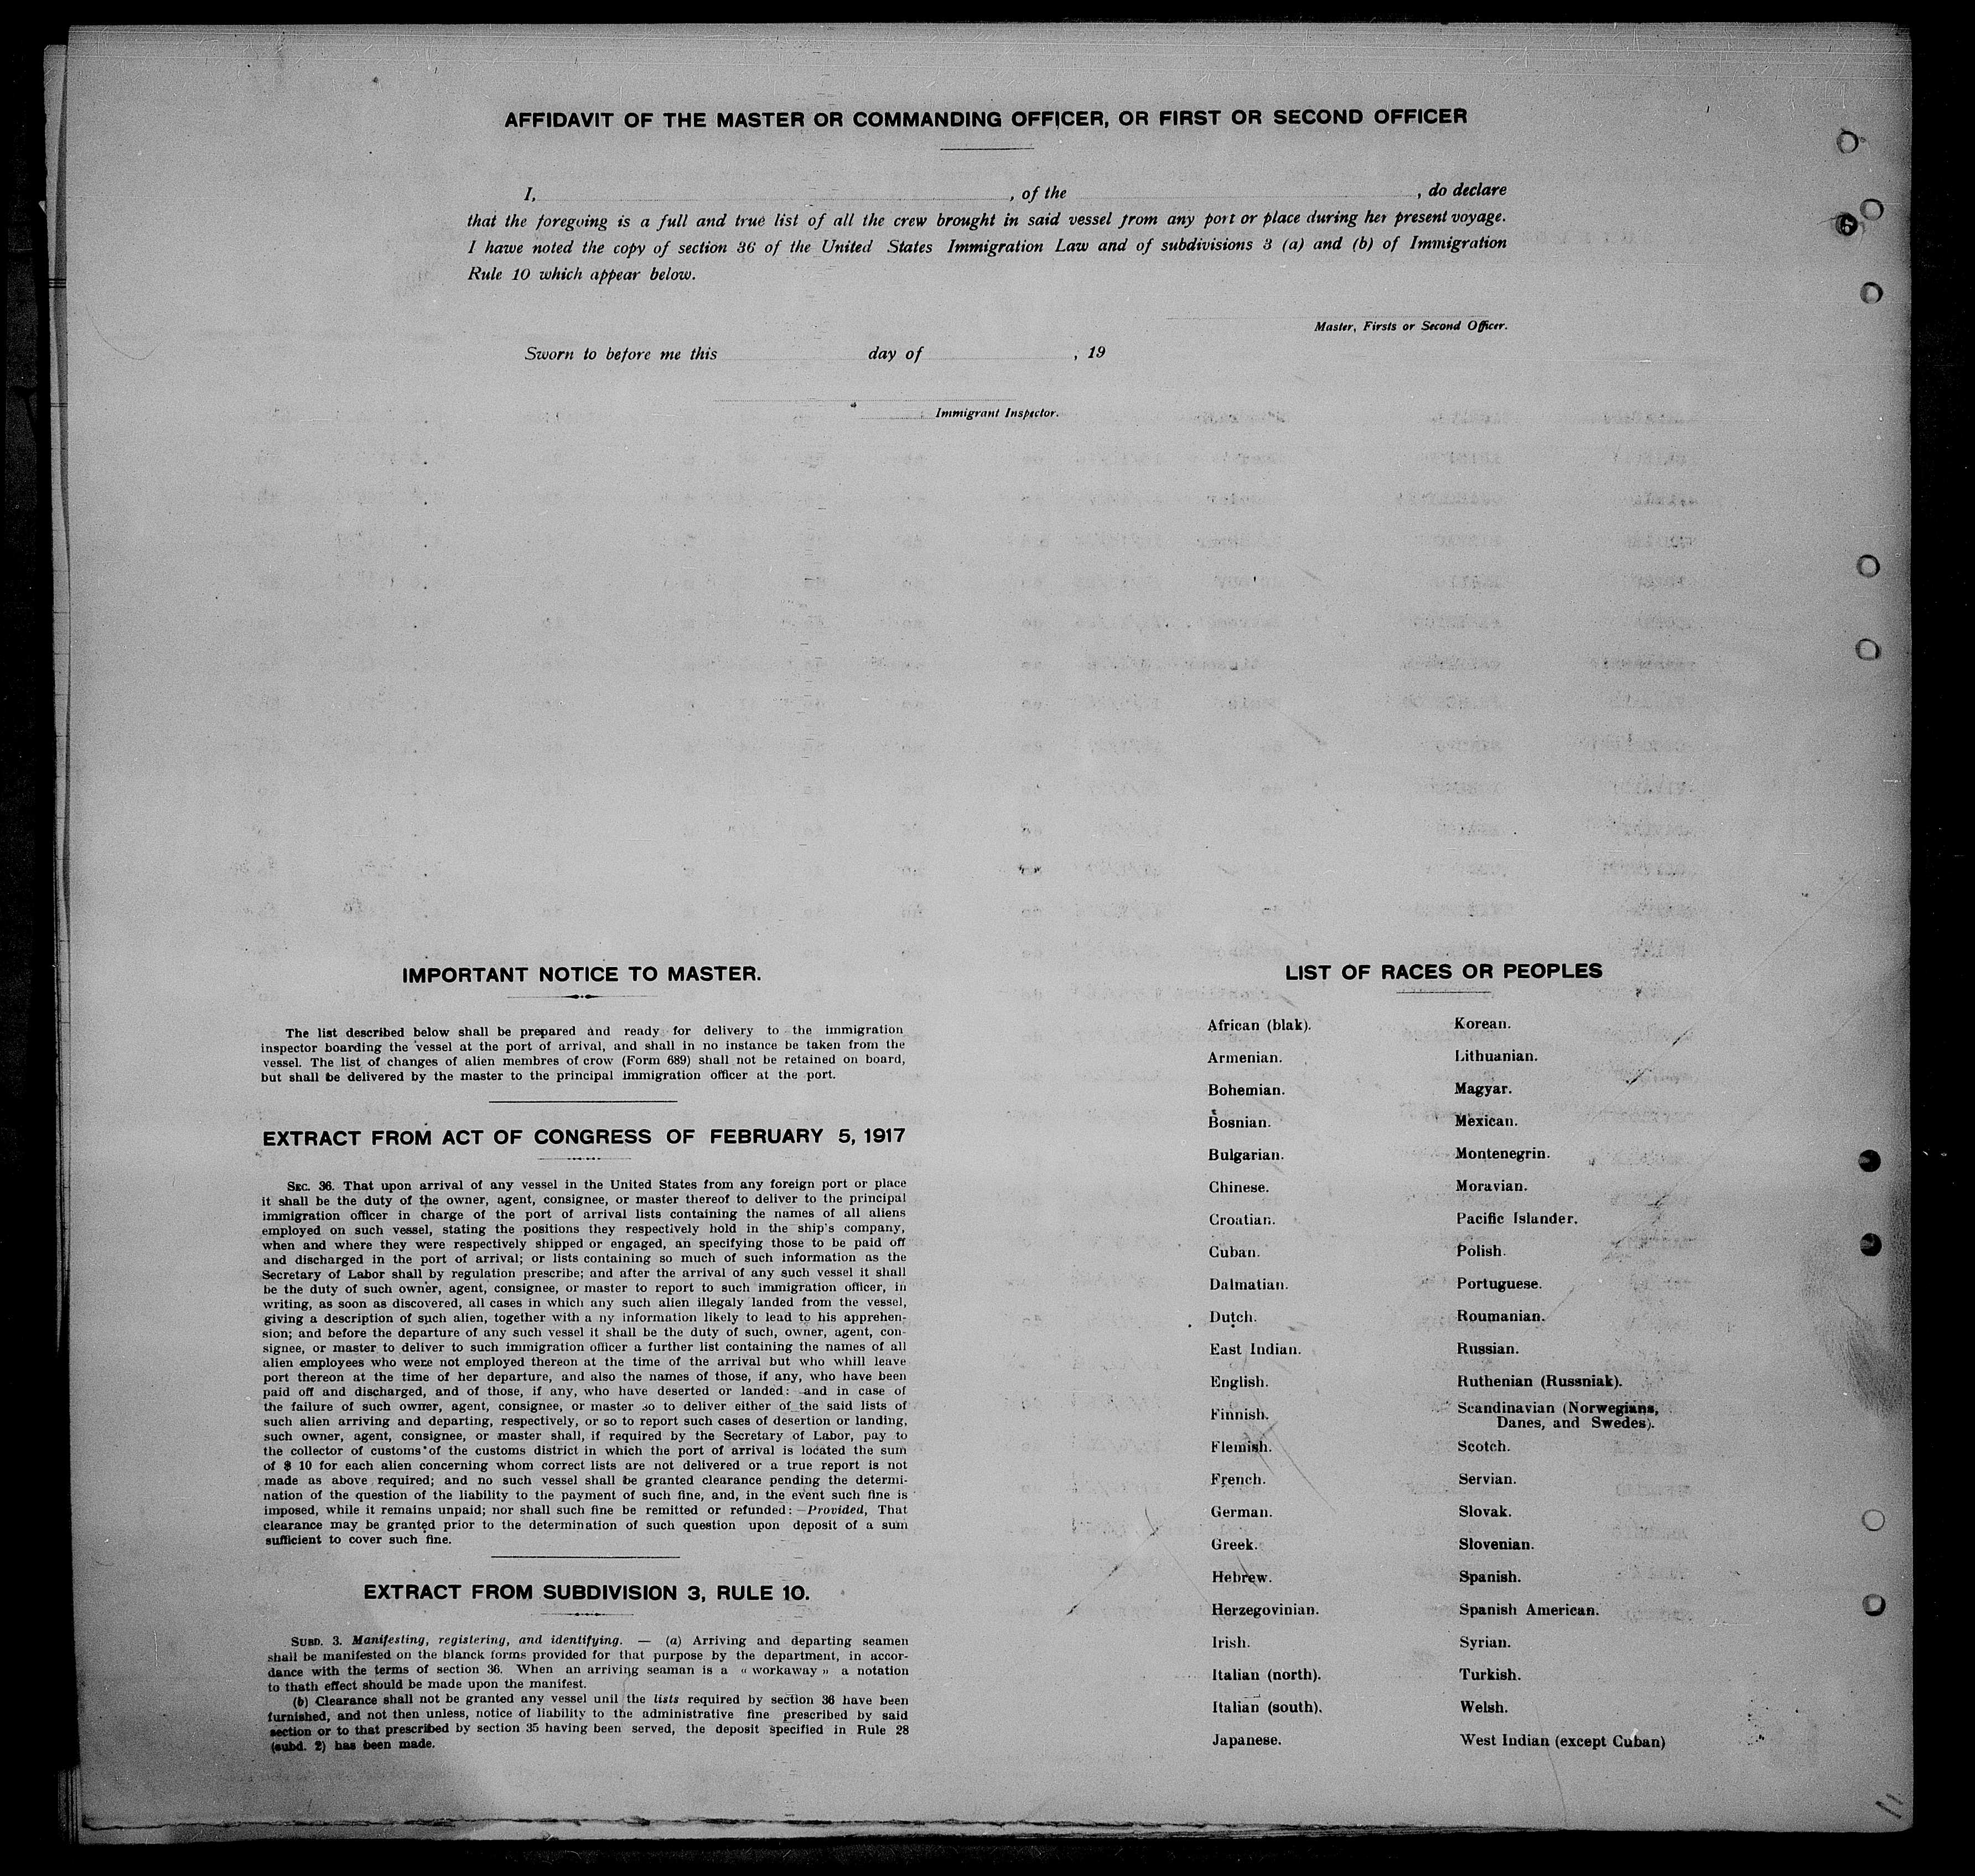 AFFIDAVIT OF THE MASTER OR COMMANDING OFFICER, OR FIRST OR SECOND OFFICER
I, , of the , do declare
that the foregoing is a full and true list of all the crew brought in said vessel from any port or place during her present voyage.
I hawe noted the copy of section 36 of the United States Immigration Law and of subdivisions 3 (a) and (b) of Immigration
Rule 10 which appear below.
Master, Firsts or Second Officer.
Sworn to before me this day of , 19
Immigrant Inspector.
6
IMPORTANT NOTICE TO MASTER.
The list described below shall be prepared and ready for delivery to the immigration
inspector boarding the vessel at the port of arrival, and shall in no instance be taken from the
vessel. The list of changes of alien membres of crow (Form 689) shall not be retained on board,
but shall be delivered by the master to the principal immigration officer at the port.
EXTRACT FROM ACT OF CONGRESS OF FEBRUARY 5, 1917
SEC. 36. That upon arrival of any vessel in the United States from any foreign port or place
it shall be the duty of the owner, agent, consignee, or master thereof to deliver to the principal
immigration officer in charge of the port of arrival lists containing the names of all aliens
employed on such vessel, stating the positions they respectively hold in the ship's company,
when and where they were respectively shipped or engaged, an specifying those to be paid off
and discharged in the port of arrival; or lists containing so much of such information as the
Secretary of Labor shall by regulation prescribe; and after the arrival of any such vessel it shall
be the duty of such owner, agent, consignee, or master to report to such immigration officer, in
writing, as soon as discovered, all cases in which any such alien illegaly landed from the vessel,
giving a description of such alien, together with a ny information likely to lead to his apprehen-
sion; and before the departure of any such vessel it shall be the duty of such, owner, agent, con-
signee, or master to deliver to such immigration officer a further list containing the names of all
alien employees who were not employed thereon at the time of the arrival but who whill leave
port thereon at the time of her departure, and also the names of those, if any, who have been
paid off and discharged, and of those, if any, who have deserted or landed: and in case of
the failure of such owner, agent, consignee, or master so to deliver either of the said lists of
such alien arriving and departing, respectively, or so to report such cases of desertion or landing,
such owner, agent, consignee, or master shall, if required by the Secretary of Labor, pay to
the collector of customs of the customs district in which the port of arrival is located the sum
of $ 10 for each alien concerning whom correct lists are not delivered or a true report is not
made as above required; and no such vessel shall be granted clearance pending the determi-
nation of the question of the liability to the payment of such fine, and, in the event such fine is
imposed, while it remains unpaid; nor shall such fine be remitted or refunded: Provided, That
clearance may be granted prior to the determination of such question upon deposit of a sum
sufficient to cover such fine.
EXTRACT FROM SUBDIVISION 3, RULE 10.
SUBD. 3. Manifesting, registering, and identifying. — (a) Arriving and departing seamen
shall be manifested on the blanck forms provided for that purpose by the department, in accor-
dance with the terms of section 36. When an arriving seaman is a « workaway » a notation
to thath effect should be made upon the manifest.
(b) Clearance shall not be granted any vessel unil the lists required by section 36 have been
furnished, and not then unless, notice of liability to the administrative fine prescribed by said
section or to that prescribed by section 35 having been served, the deposit specified in Rule 28
(subd. 2) has been made.
LIST OF RACES OR PEOPLES
African (blak).
Armenian.
Bohemian.
Bosnian.
Bulgarian.
Chinese.
Croatian.
Cuban.
Dalmatian.
Dutch.
East Indian.
English.
Finnish.
Flemish.
French.
German.
Greek.
Hebrew.
Herzegovinian.
Irish.
Italian (north).
Italian (south).
Japanese.
Korean.
Lithuanian.
Magyar.
Mexican.
Montenegrin.
Moravian.
Pacific Islander.
Polish.
Portuguese.
Roumanian.
Russian.
Ruthenian (Russniak).
Scandinavian (Norwegians,
Danes, and Swedes).
Scotch.
Servian.
Slovak.
Slovenian.
Spanish.
Spanish American.
Syrian.
Turkish.
Welsh.
West Indian (except Cuban)